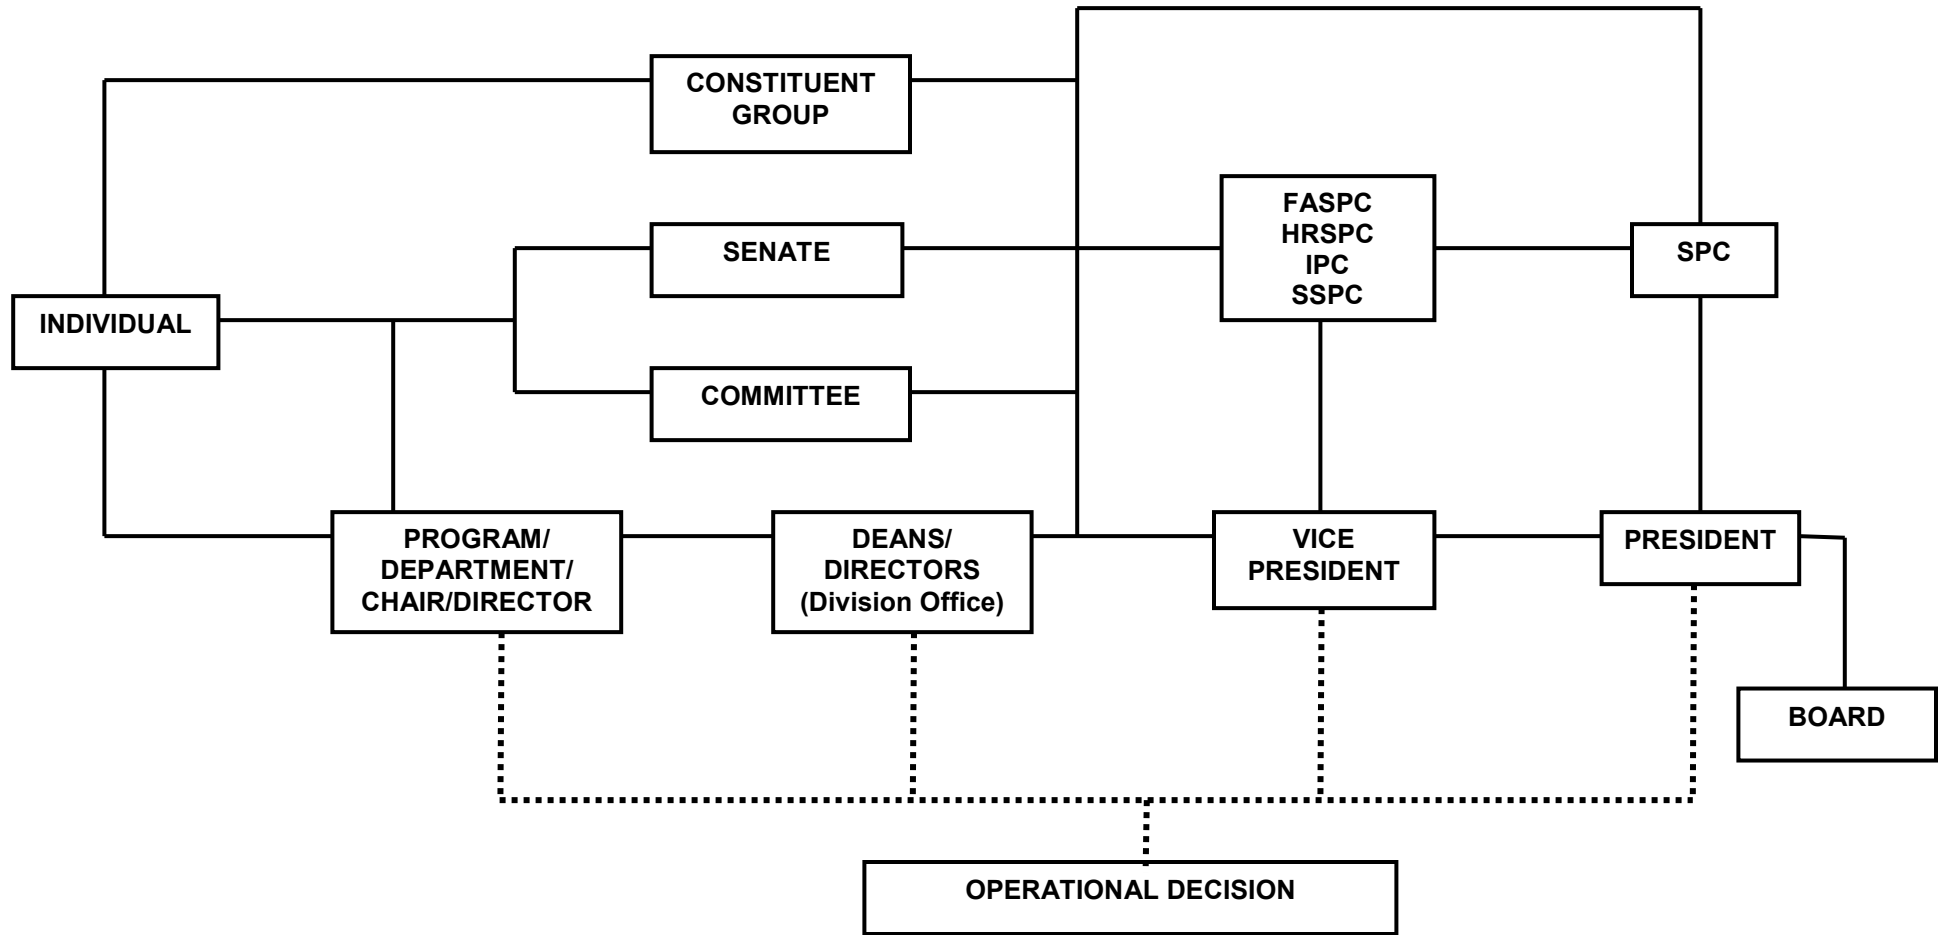 CONSTITUENT
GROUP
FASPC
HRSPC
IPC
SSPC
SENATE
SPC
INDIVIDUAL
COMMITTEE
PROGRAM/
DEPARTMENT/
CHAIR/DIRECTOR
DEANS/
DIRECTORS
(Division Office)
VICE
PRESIDENT
PRESIDENT
BOARD
OPERATIONAL DECISION